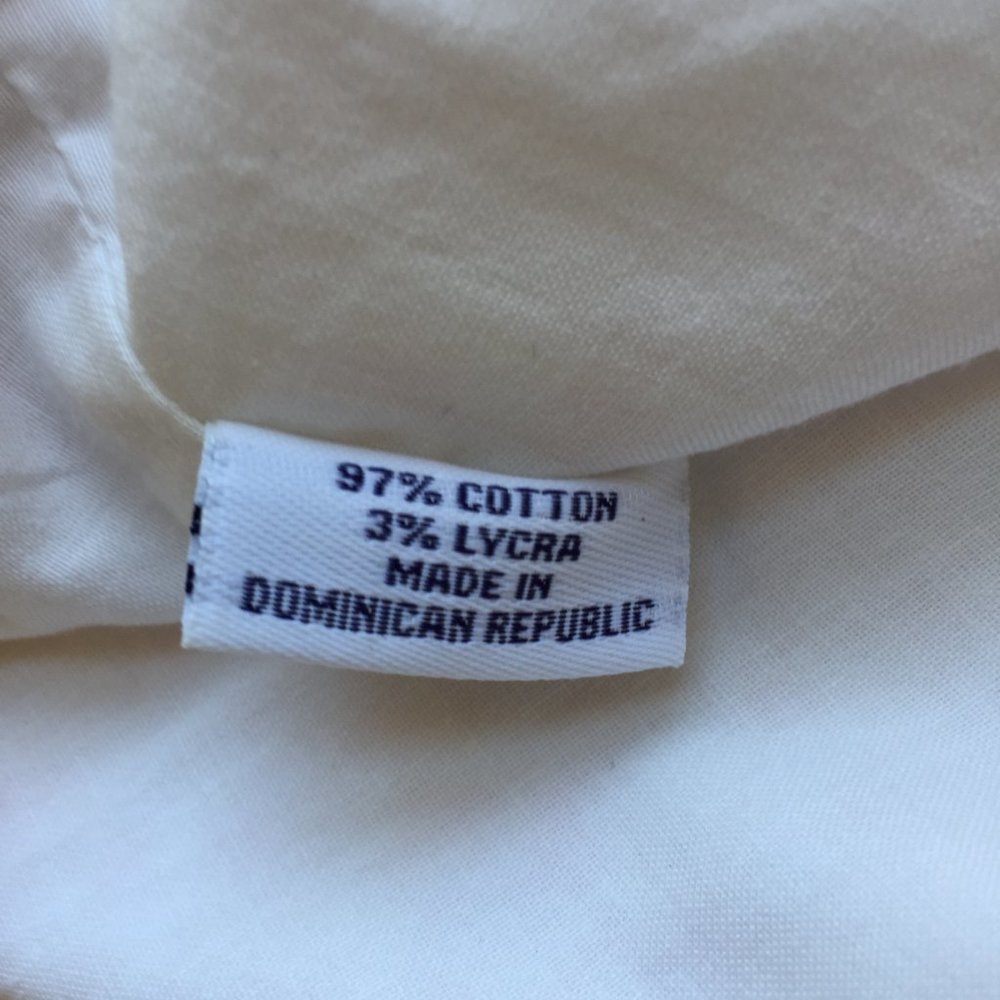 97% COTTON
3% LYCRA
MADE IN
DOMINICAN REPUBLIC